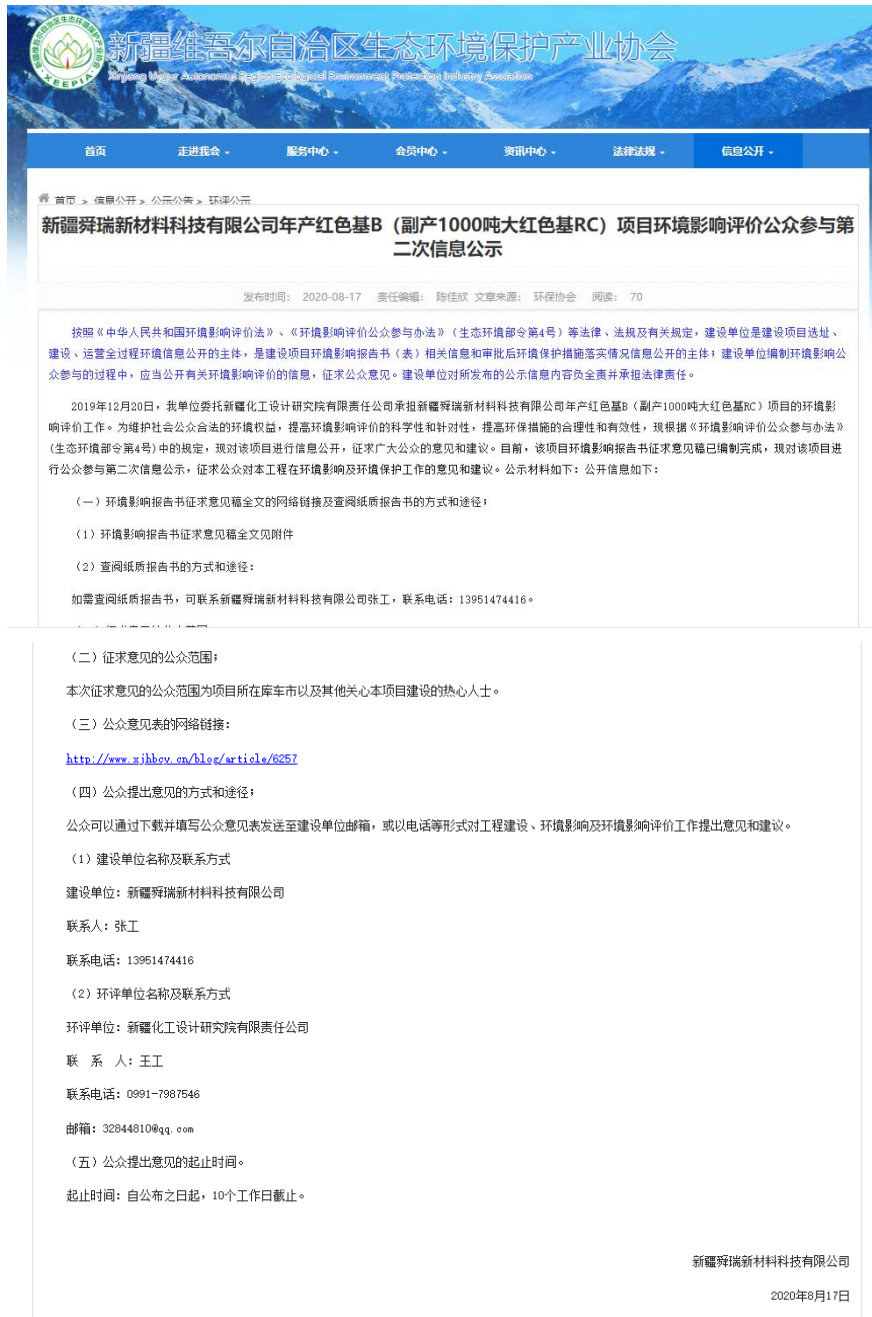 新疆维吾尔自治区生态环境保护产业协会
Xinjiang Uygur Autonomous Region Ecological Environment Protection Industry Association
XEEPIA
首页 走进我会 服务中心 会员中心 资讯中心 法律法规 信息公开
首页 > 信息公开 > 公示公告 > 环评公示
新疆舜瑞新材料科技有限公司年产红色基B（副产1000吨大红色基RC）项目环境影响评价公众参与第
二次信息公示
发布时间： 2020-08-17 责任编辑： 陈佳欣 文章来源： 环保协会 阅读： 70
按照《中华人民共和国环境影响评价法》、《环境影响评价公众参与办法》（生态环境部令第4号）等法律、法规及有关规定，建设单位是建设项目选址、
建设、运营全过程环境信息公开的主体，是建设项目环境影响报告书（表）相关信息和审批后环境保护措施落实情况信息公开的主体；建设单位编制环境影响公
众参与的过程中，应当公开有关环境影响评价的信息，征求公众意见。建设单位对所发布的公示信息内容负全责并承担法律责任。
2019年12月20日，我单位委托新疆化工设计研究院有限责任公司承担新疆舜瑞新材料科技有限公司年产红色基B（副产1000吨大红色基RC）项目的环境影
响评价工作。为维护社会公众合法的环境权益，提高环境影响评价的科学性和针对性，提高环保措施的合理性和有效性，现根据《环境影响评价公众参与办法》
(生态环境部令第4号)中的规定，现对该项目进行信息公开，征求广大公众的意见和建议。目前，该项目环境影响报告书征求意见稿已编制完成，现对该项目进
行公众参与第二次信息公示，征求公众对本工程在环境影响及环境保护工作的意见和建议。公示材料如下：公开信息如下：
（一）环境影响报告书征求意见稿全文的网络链接及查阅纸质报告书的方式和途径；
（1）环境影响报告书征求意见稿全文见附件
（2）查阅纸质报告书的方式和途径：
如需查阅纸质报告书，可联系新疆舜瑞新材料科技有限公司张工，联系电话：13951474416。
（二）征求意见的公众范围；
本次征求意见的公众范围为项目所在库车市以及其他关心本项目建设的热心人士。
（三）公众意见表的网络链接：
http://www.xjhbcy.cn/blog/article/6257
（四）公众提出意见的方式和途径；
公众可以通过下载并填写公众意见表发送至建设单位邮箱，或以电话等形式对工程建设、环境影响及环境影响评价工作提出意见和建议。
（1）建设单位名称及联系方式
建设单位：新疆舜瑞新材料科技有限公司
联系人：张工
联系电话：13951474416
（2）环评单位名称及联系方式
环评单位：新疆化工设计研究院有限责任公司
联 系 人：王工
联系电话：0991-7987546
邮箱：32844810@qq.com
（五）公众提出意见的起止时间。
起止时间：自公布之日起，10个工作日截止。
新疆舜瑞新材料科技有限公司
2020年8月17日